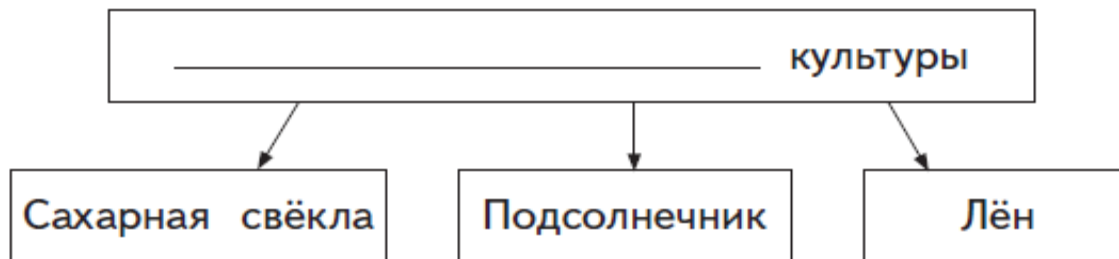 культуры
Сахарная свёкла
Подсолнечник
Лён